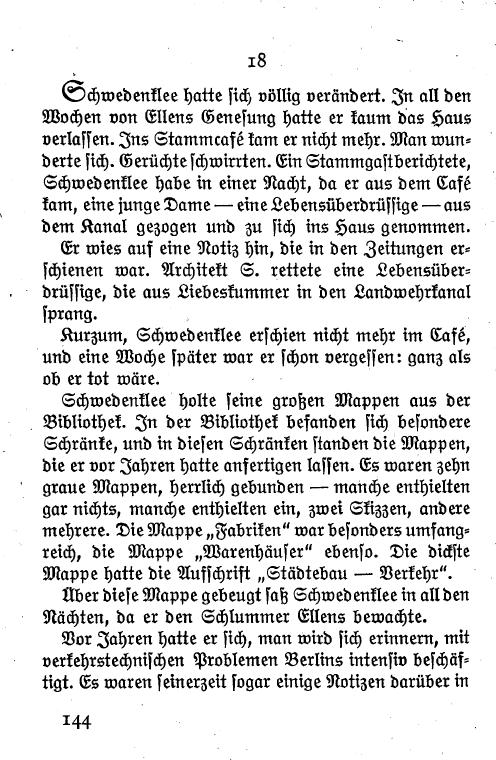 18
Schwedenklee hatte sich völlig verändert. In all den
Wochen von Ellens Genesung hatte er kaum das Haus
verlassen. Ins Stammcafé kam er nicht mehr. Man wun-
derte sich. Gerüchte schwirrten. Ein Stammgast berichtete,
Schwedenklee habe in einer Nacht, da er aus dem Café
kam, eine junge Dame — eine Lebensüberdrüssige — aus
dem Kanal gezogen und zu sich ins Haus genommen.
Er wies auf eine Notiz hin, die in den Zeitungen er-
schienen war. Architekt S. rettete eine Lebensüber-
drüssige, die aus Liebeskummer in den Landwehrkanal
sprang.
Kurzum, Schwedenklee erschien nicht mehr im Café,
und eine Woche später war er schon vergessen: ganz als
ob er tot wäre.
Schwedenklee holte seine großen Mappen aus der
Bibliothek. In der Bibliothek befanden sich besondere
Schränke, und in diesen Schränken standen die Mappen,
die er vor Jahren hatte anfertigen lassen. Es waren zehn
graue Mappen, herrlich gebunden — manche enthielten
gar nichts, manche enthielten ein, zwei Skizzen, andere
mehrere. Die Mappe „Fabriken“ war besonders umfang-
reich, die Mappe „Warenhäuser“ ebenso. Die dickste
Mappe hatte die Aufschrift „Städtebau — Verkehr“.
Über diese Mappe gebeugt saß Schwedenklee in all den
Nächten, da er den Schlummer Ellens bewachte.
Vor Jahren hatte er sich, man wird sich erinnern, mit
verkehrstechnischen Problemen Berlins intensiv beschäf-
tigt. Es waren seinerzeit sogar einige Notizen darüber in
144